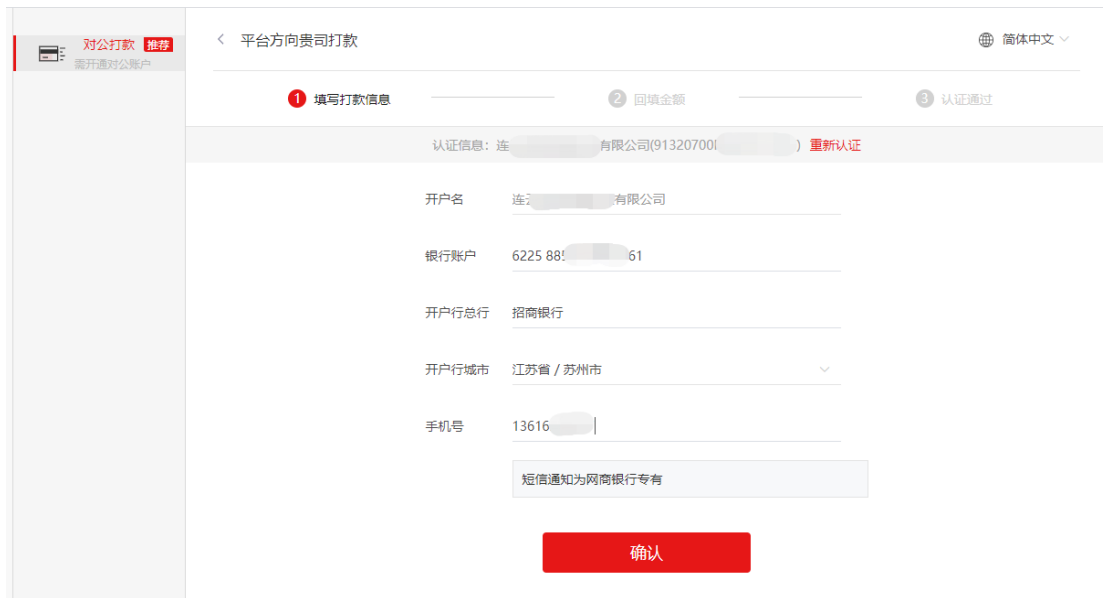 对公打款 推荐
需开通对公账户
平台方向贵司打款
简体中文
1 填写打款信息
2 回填金额
3 认证通过
认证信息：连 有限公司(91320700 ) 重新认证
开户名 连 有限公司
银行账户 6225 885 61
开户行总行 招商银行
开户行城市 江苏省 / 苏州市
手机号 13616
短信通知为网商银行专有
确认